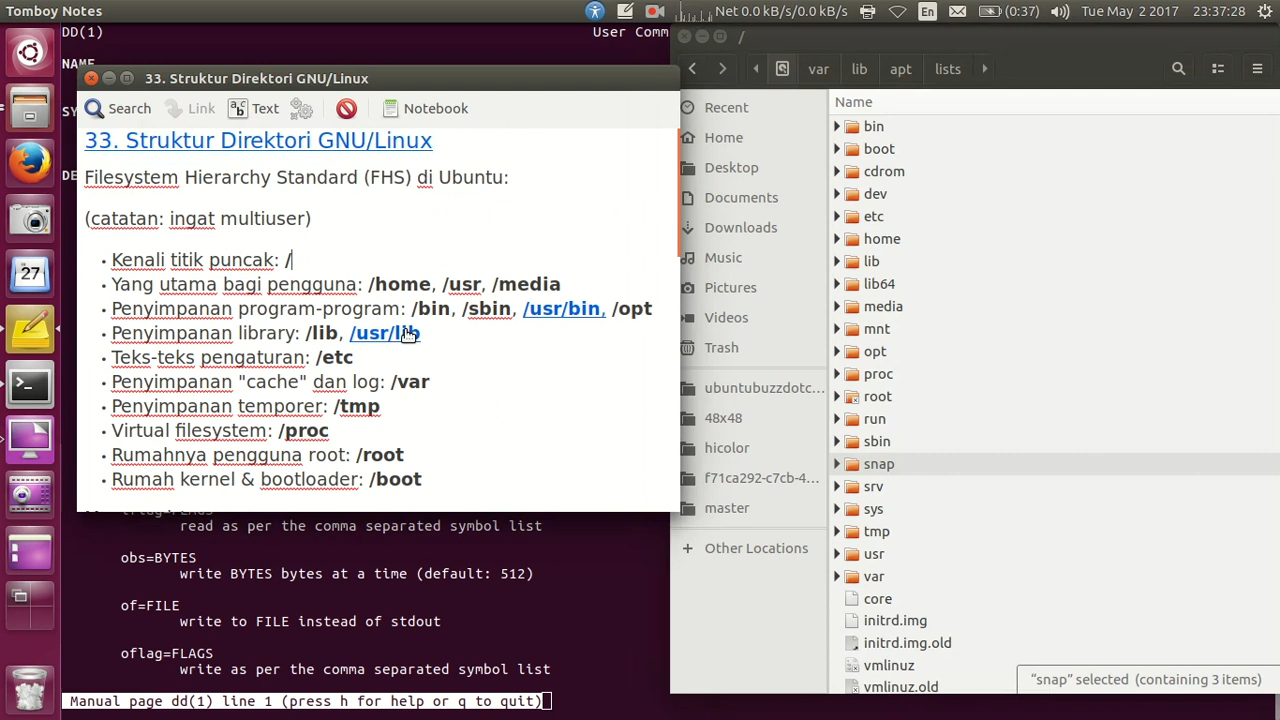 Tomboy Notes
Net 0.0 kB/s/0.0 kB/s
En
(0:37)
Tue May 2 2017
23:37:28
DD(1)
User Comm
NAME
SY
DE
33. Struktur Direktori GNU/Linux
Search
Link
Text
Notebook
33. Struktur Direktori GNU/Linux
Filesystem Hierarchy Standard (FHS) di Ubuntu:
(catatan: ingat multiuser)
• Kenali titik puncak: /
• Yang utama bagi pengguna: /home, /usr, /media
• Penyimpanan program-program: /bin, /sbin, /usr/bin, /opt
• Penyimpanan library: /lib, /usr/lib
• Teks-teks pengaturan: /etc
• Penyimpanan "cache" dan log: /var
• Penyimpanan temporer: /tmp
• Virtual filesystem: /proc
• Rumahnya pengguna root: /root
• Rumah kernel & bootloader: /boot
read as per the comma separated symbol list
obs=BYTES
write BYTES bytes at a time (default: 512)
of=FILE
write to FILE instead of stdout
oflag=FLAGS
write as per the comma separated symbol list
Manual page dd(1) line 1 (press h for help or q to quit)
27
/
var
lib
apt
lists
Recent
Home
Desktop
Documents
Downloads
Music
Pictures
Videos
Trash
ubuntubuzzdotc...
48x48
hicolor
f71ca292-c7cb-4...
master
+ Other Locations
Name
bin
boot
cdrom
dev
etc
home
lib
lib64
media
mnt
opt
proc
root
run
sbin
snap
srv
sys
tmp
usr
var
core
initrd.img
initrd.img.old
vmlinuz
vmlinuz.old
“snap” selected (containing 3 items)